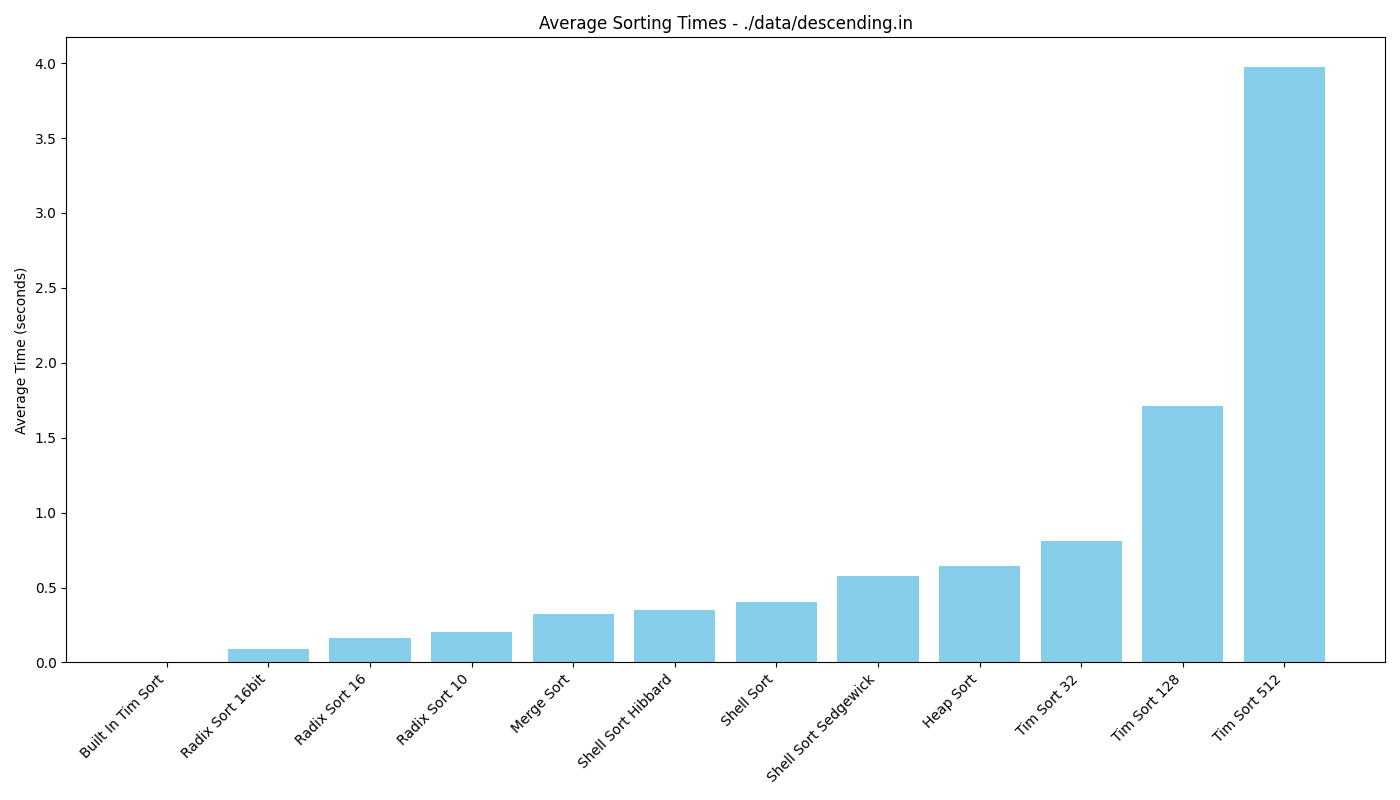 Average Sorting Times - ./data/descending.in
Average Time (seconds)
4.0
3.5
3.0
2.5
2.0
1.5
1.0
0.5
0.0
Built In Tim Sort
Radix Sort 16bit
Radix Sort 16
Radix Sort 10
Merge Sort
Shell Sort Hibbard
Shell Sort
Shell Sort Sedgewick
Heap Sort
Tim Sort 32
Tim Sort 128
Tim Sort 512